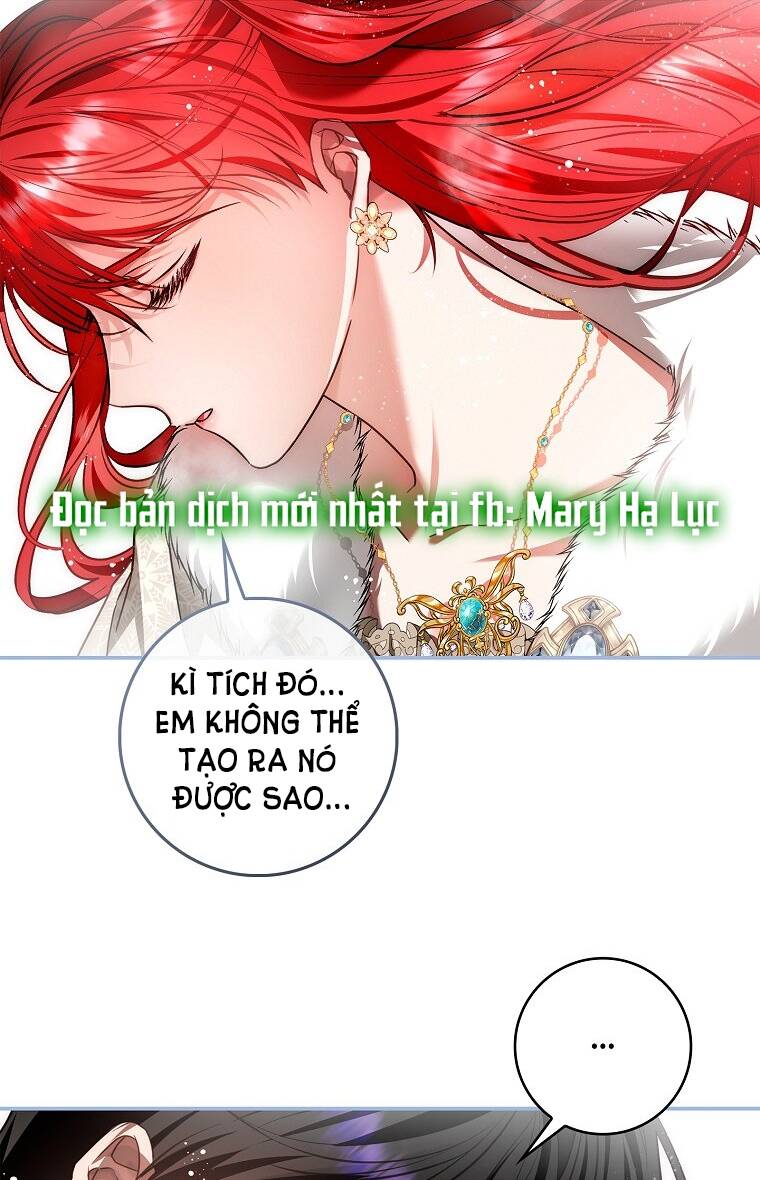 Đọc bản dịch mới nhất tại fb: Mary Hạ Lục
KÌ TÍCH ĐÓ...
EM KHÔNG THỂ
TẠO RA NÓ
ĐƯỢC SAO...
...